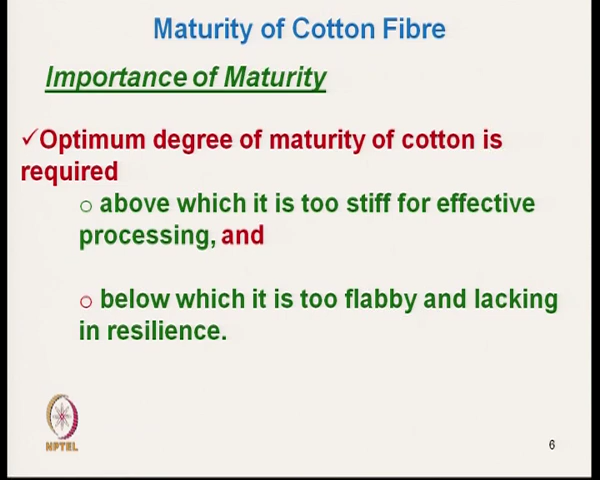 Maturity of Cotton Fibre
Importance of Maturity
✓Optimum degree of maturity of cotton is
required
o above which it is too stiff for effective
processing, and
o below which it is too flabby and lacking
in resilience.
NPTEL
6